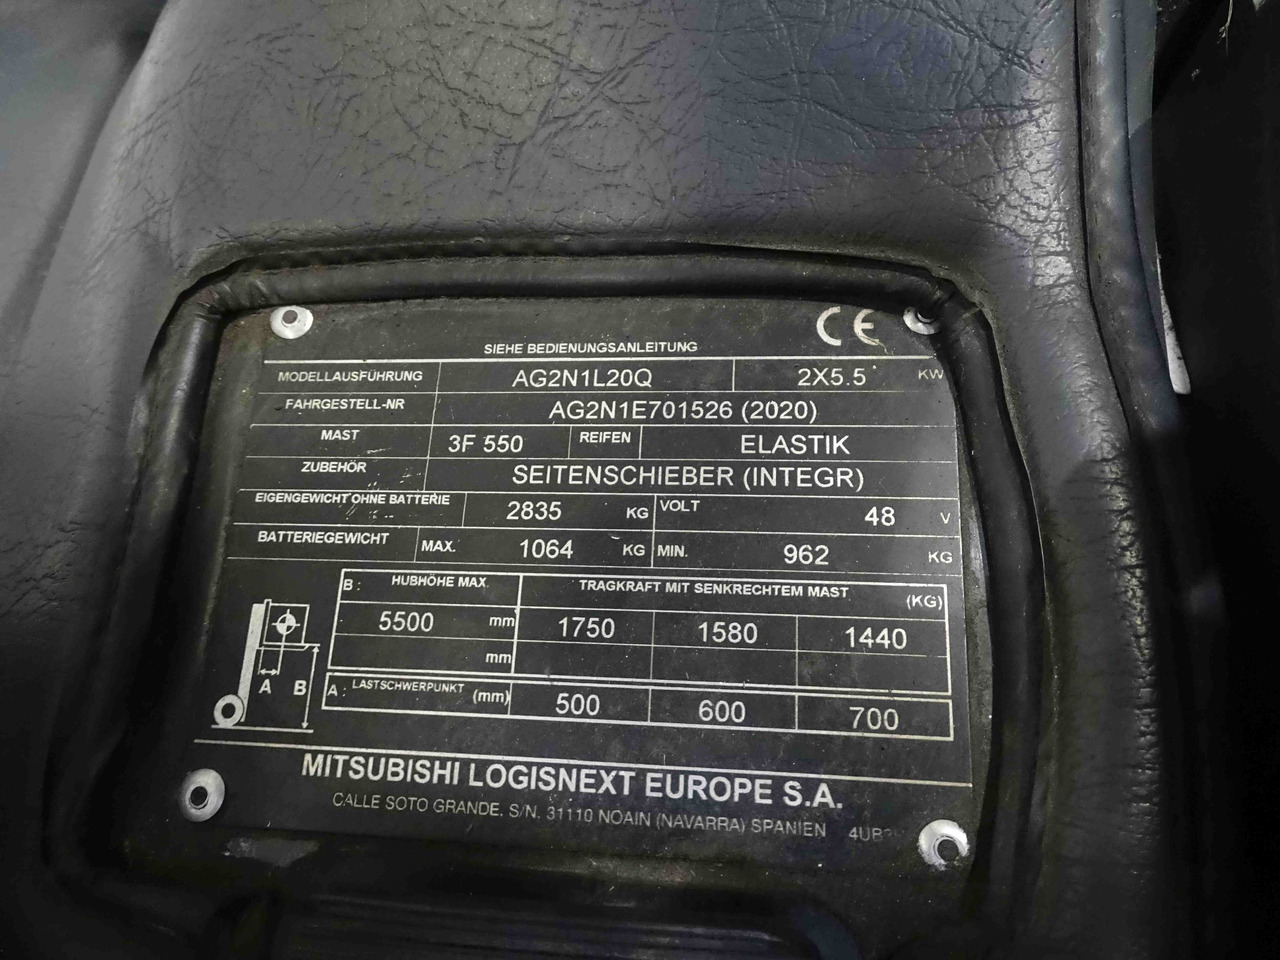 CE
SIEHE BEDIENUNGSANLEITUNG
MODELLAUSFÜHRUNG AG2N1L20Q 2X5.5 KW
FAHRGESTELL-NR AG2N1E701526 (2020)
MAST 3F 550 REIFEN ELASTIK
ZUBEHÖR SEITENSCHIEBER (INTEGR)
EIGENGEWICHT OHNE BATTERIE 2835 KG VOLT 48 V
BATTERIEGEWICHT MAX. 1064 KG MIN. 962 KG
B : HUBHÖHE MAX. TRAGKRAFT MIT SENKRECHTEM MAST (KG)
5500 mm 1750 1580 1440
mm
A B
A : LASTSCHWERPUNKT (mm) 500 600 700
MITSUBISHI LOGISNEXT EUROPE S.A.
CALLE SOTO GRANDE, S/N. 31110 NOAIN (NAVARRA) SPANIEN